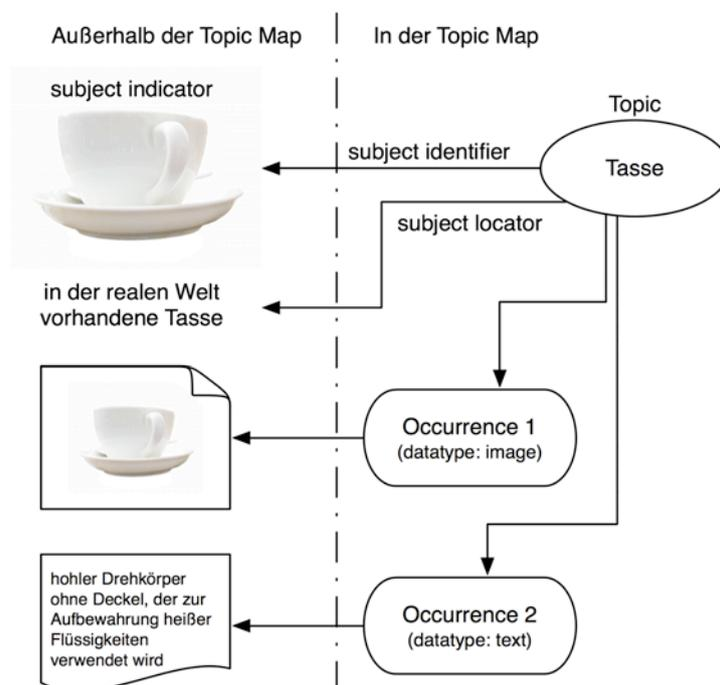 Außerhalb der Topic Map
In der Topic Map
subject indicator
Topic
Tasse
subject identifier
subject locator
in der realen Welt
vorhandene Tasse
Occurrence 1
(datatype: image)
hohler Drehkörper
ohne Deckel, der zur
Aufbewahrung heißer
Flüssigkeiten
verwendet wird
Occurrence 2
(datatype: text)